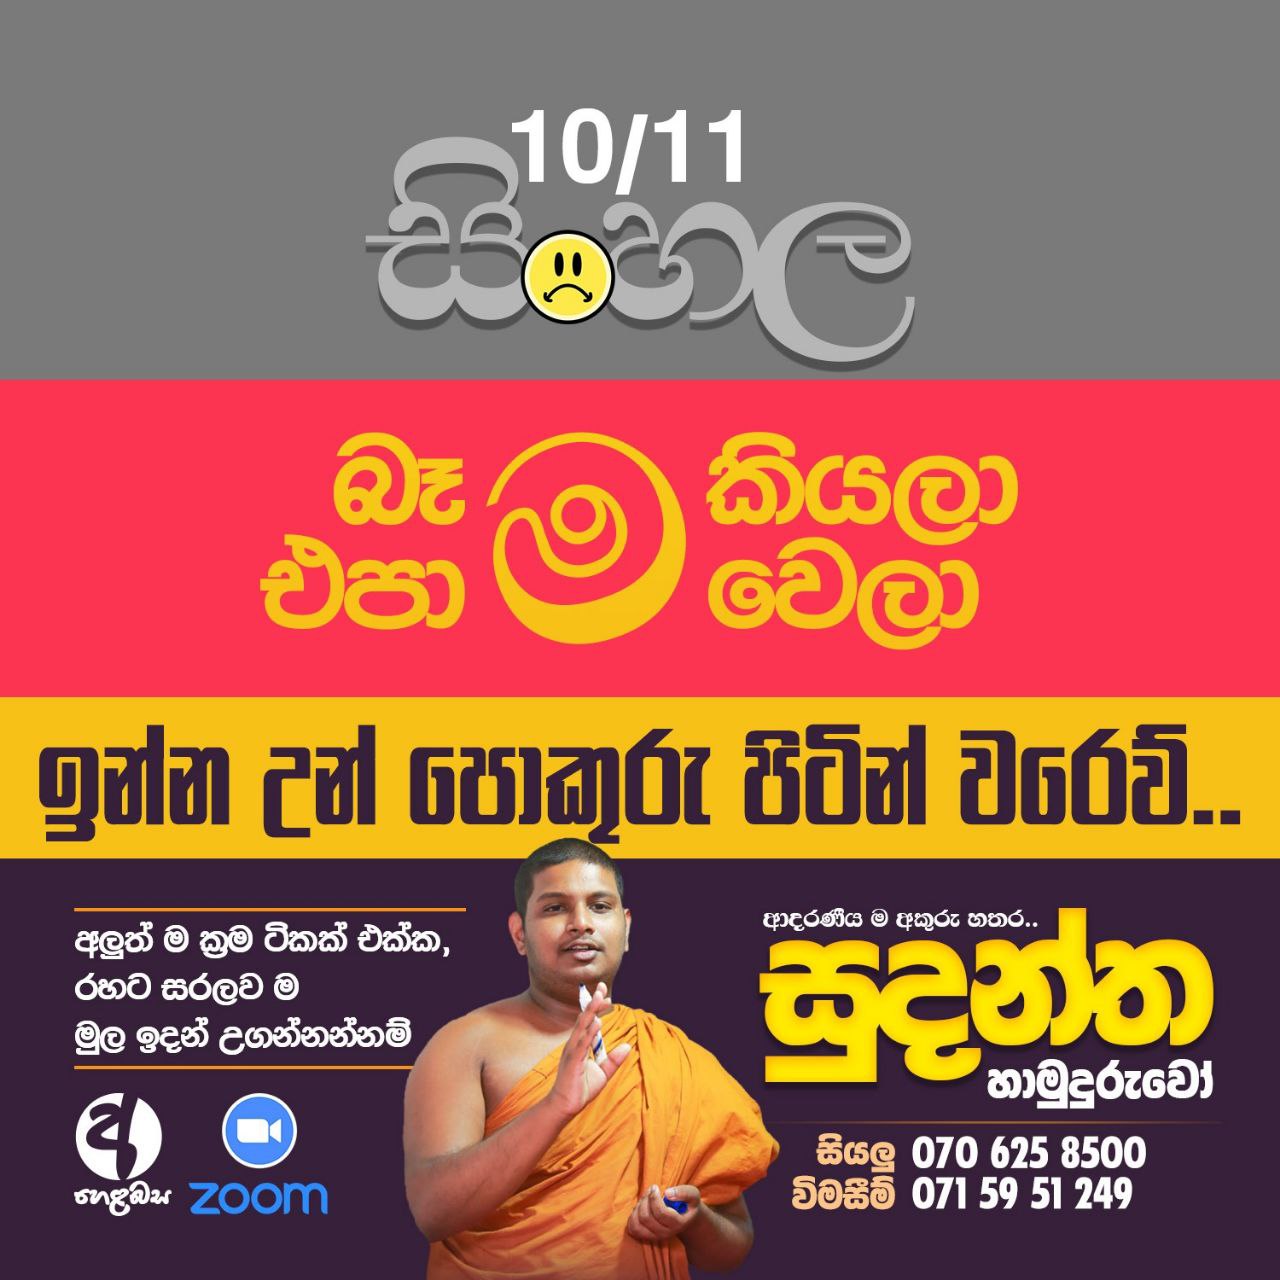 10/11
සිංහල
බෑ ම කියලා
එපා ම වෙලා
ඉන්න උන් පොකුරු පිටින් වරෙව්..
අලුත් ම ක්‍රම ටිකක් එක්ක,
රහට සරලව ම
මුල ඉදන් උගන්නන්නම්
හෙළබස
zoom
ආදරණීය ම අකුරු හතර..
සුදන්ත
හාමුදුරුවෝ
සියලු 070 625 8500
විමසීම් 071 59 51 249